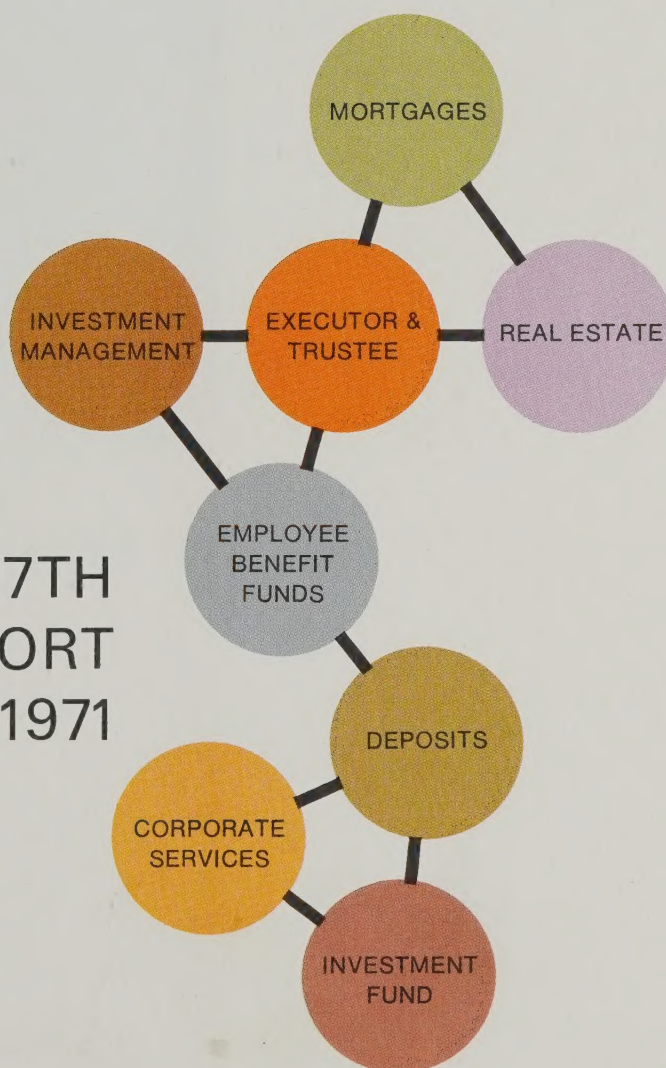 MORTGAGES
INVESTMENT
MANAGEMENT
EXECUTOR &
TRUSTEE
REAL ESTATE
EMPLOYEE
BENEFIT
FUNDS
7TH
ORT
1971
DEPOSITS
CORPORATE
SERVICES
INVESTMENT
FUND